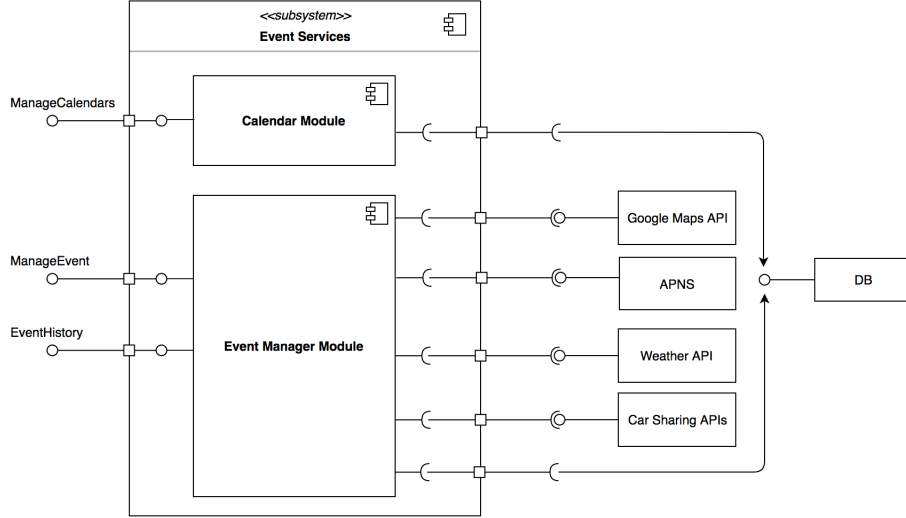 <<subsystem>>
Event Services
ManageCalendars
Calendar Module
Google Maps API
ManageEvent
APNS
DB
EventHistory
Event Manager Module
Weather API
Car Sharing APIs